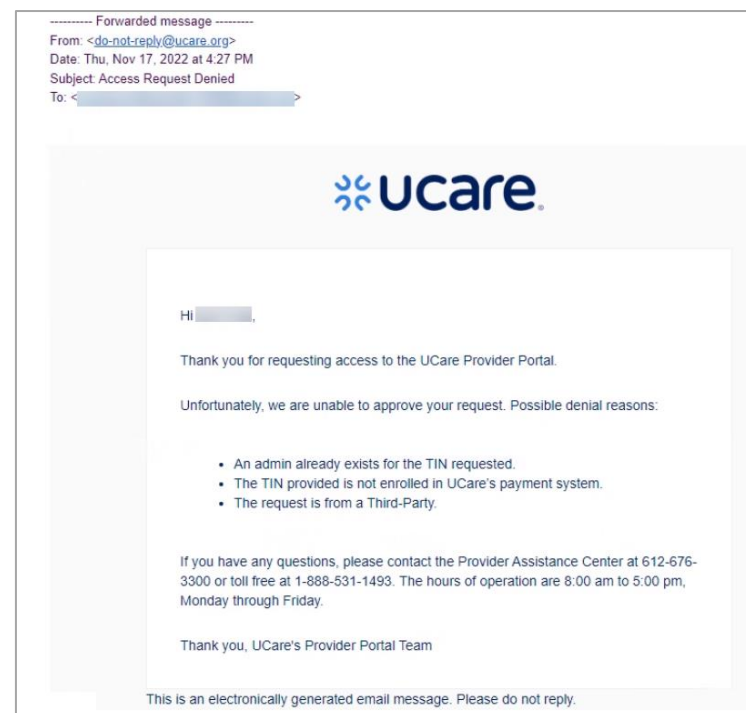 ---------- Forwarded message ---------
From: <do-not-reply@ucare.org>
Date: Thu, Nov 17, 2022 at 4:27 PM
Subject: Access Request Denied
To: < >
ucare.
Hi ,
Thank you for requesting access to the UCare Provider Portal.
Unfortunately, we are unable to approve your request. Possible denial reasons:
• An admin already exists for the TIN requested.
• The TIN provided is not enrolled in UCare's payment system.
• The request is from a Third-Party.
If you have any questions, please contact the Provider Assistance Center at 612-676-
3300 or toll free at 1-888-531-1493. The hours of operation are 8:00 am to 5:00 pm,
Monday through Friday.
Thank you, UCare's Provider Portal Team
This is an electronically generated email message. Please do not reply.